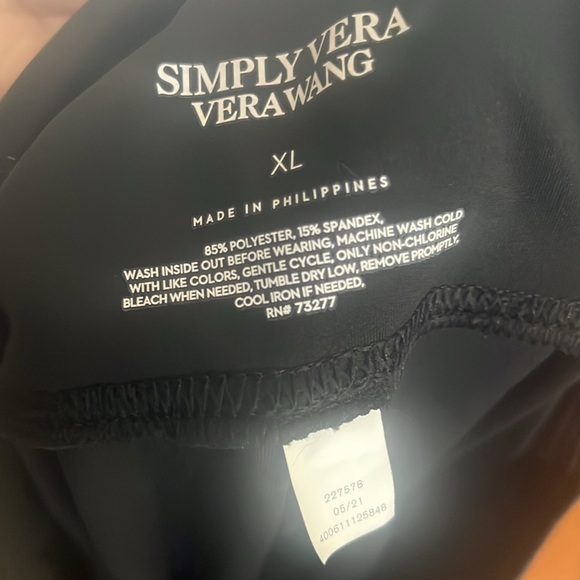 SIMPLY VERA
VERA WANG
XL
MADE IN PHILIPPINES
85% POLYESTER, 15% SPANDEX,
WASH INSIDE OUT BEFORE WEARING, MACHINE WASH COLD
WITH LIKE COLORS, GENTLE CYCLE, ONLY NON-CHLORINE
BLEACH WHEN NEEDED, TUMBLE DRY LOW, REMOVE PROMPTLY,
COOL IRON IF NEEDED,
RN# 73277
227578
05/21
400611125848